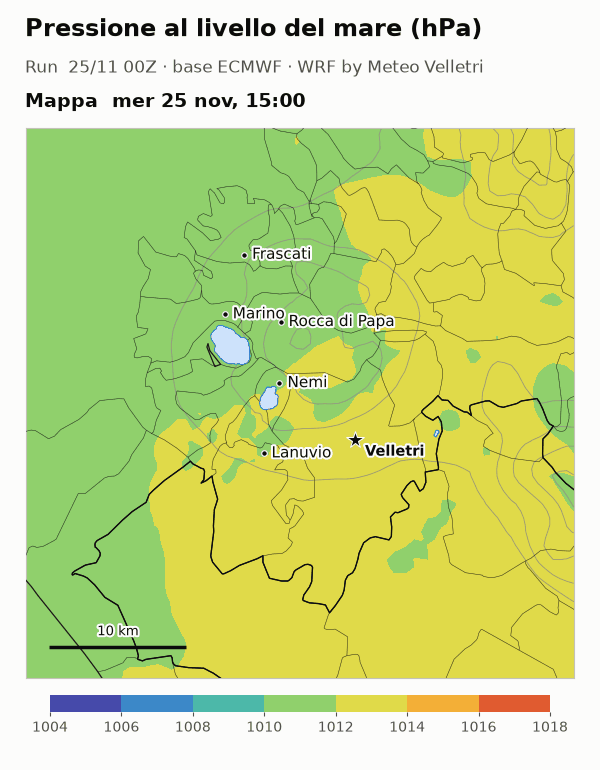 Pressione al livello del mare (hPa)
Run  25/11 00Z · base ECMWF · WRF by Meteo Velletri
Mappa  mer 25 nov, 15:00
Frascati
Marino
Rocca di Papa
Nemi
Velletri
Lanuvio
10 km
1004 1006 1008 1010 1012 1014 1016 1018